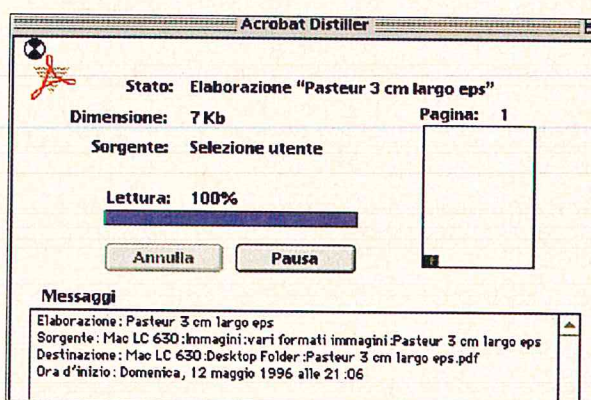 Acrobat Distiller
Stato: Elaborazione “Pasteur 3 cm largo eps”
Dimensione: 7 Kb
Pagina: 1
Sorgente: Selezione utente
Lettura: 100%
Annulla Pausa
Messaggi
Elaborazione : Pasteur 3 cm largo eps
Sorgente : Mac LC 630 :Immagini :vari formati immagini :Pasteur 3 cm largo eps
Destinazione : Mac LC 630 :Desktop Folder :Pasteur 3 cm largo eps.pdf
Ora d'inizio : Domenica, 12 maggio 1996 alle 21 :06